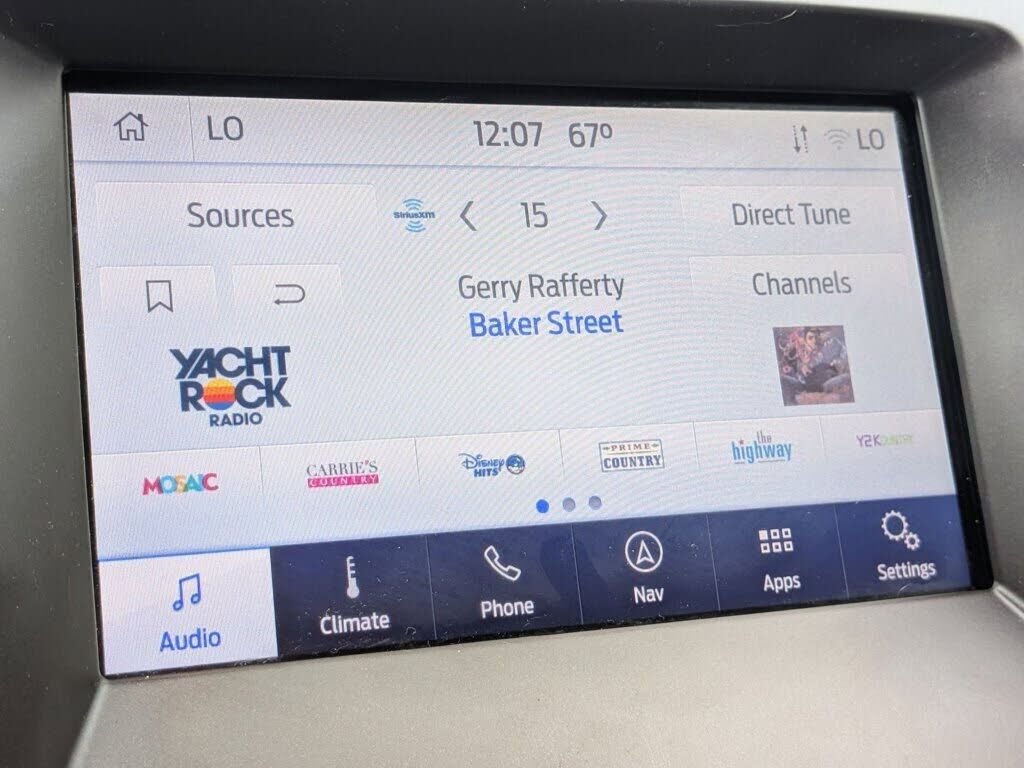 LO 12:07 67° LO
Sources SiriusXM 15 Direct Tune
Gerry Rafferty
Baker Street
Channels
YACHT
ROCK
RADIO
MOSAIC
CARRIE'S
COUNTRY
Disney
HITS
PRIME
COUNTRY
the
highway
Y2KOUNTRY
Audio Climate Phone Nav Apps Settings